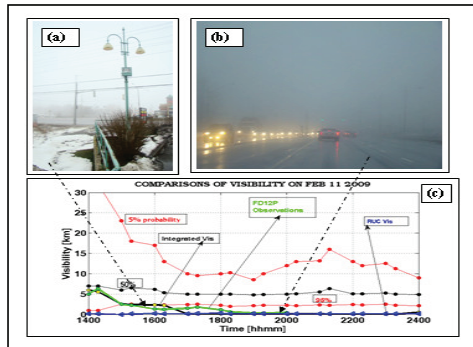 (a)
(b)
COMPARISONS OF VISIBILITY ON FEB 11 2009
(c)
30
25
20
15
10
5
0
Visibility [km]
5% probability
Integrated Vis
FD12P
Observations
RUC Vis
50%
95%
1400
1600
1800
2000
2200
2400
Time [hhmm]